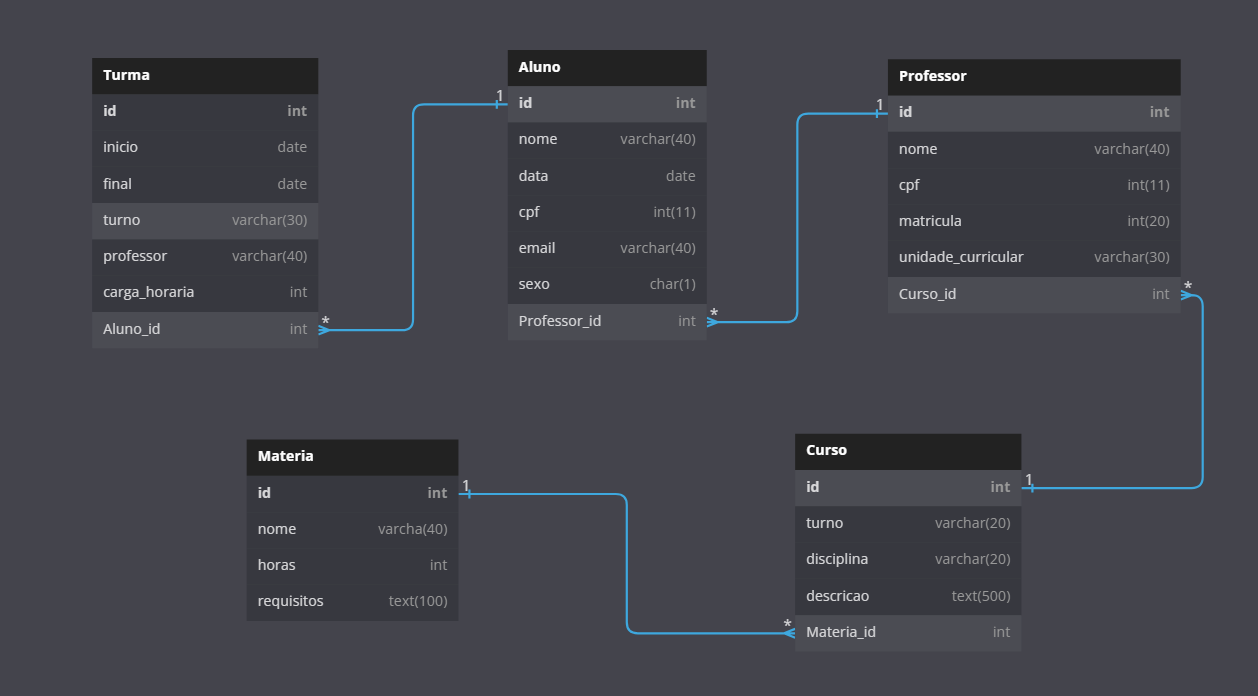 Turma
id int
inicio date
final date
turno varchar(30)
professor varchar(40)
carga_horaria int
Aluno_id int
*
1
Aluno
id int
nome varchar(40)
data date
cpf int(11)
email varchar(40)
sexo char(1)
Professor_id int
*
1
Professor
id int
nome varchar(40)
cpf int(11)
matricula int(20)
unidade_curricular varchar(30)
Curso_id int
*
Materia
id int
nome varcha(40)
horas int
requisitos text(100)
1
*
Curso
id int
turno varchar(20)
disciplina varchar(20)
descricao text(500)
Materia_id int
1